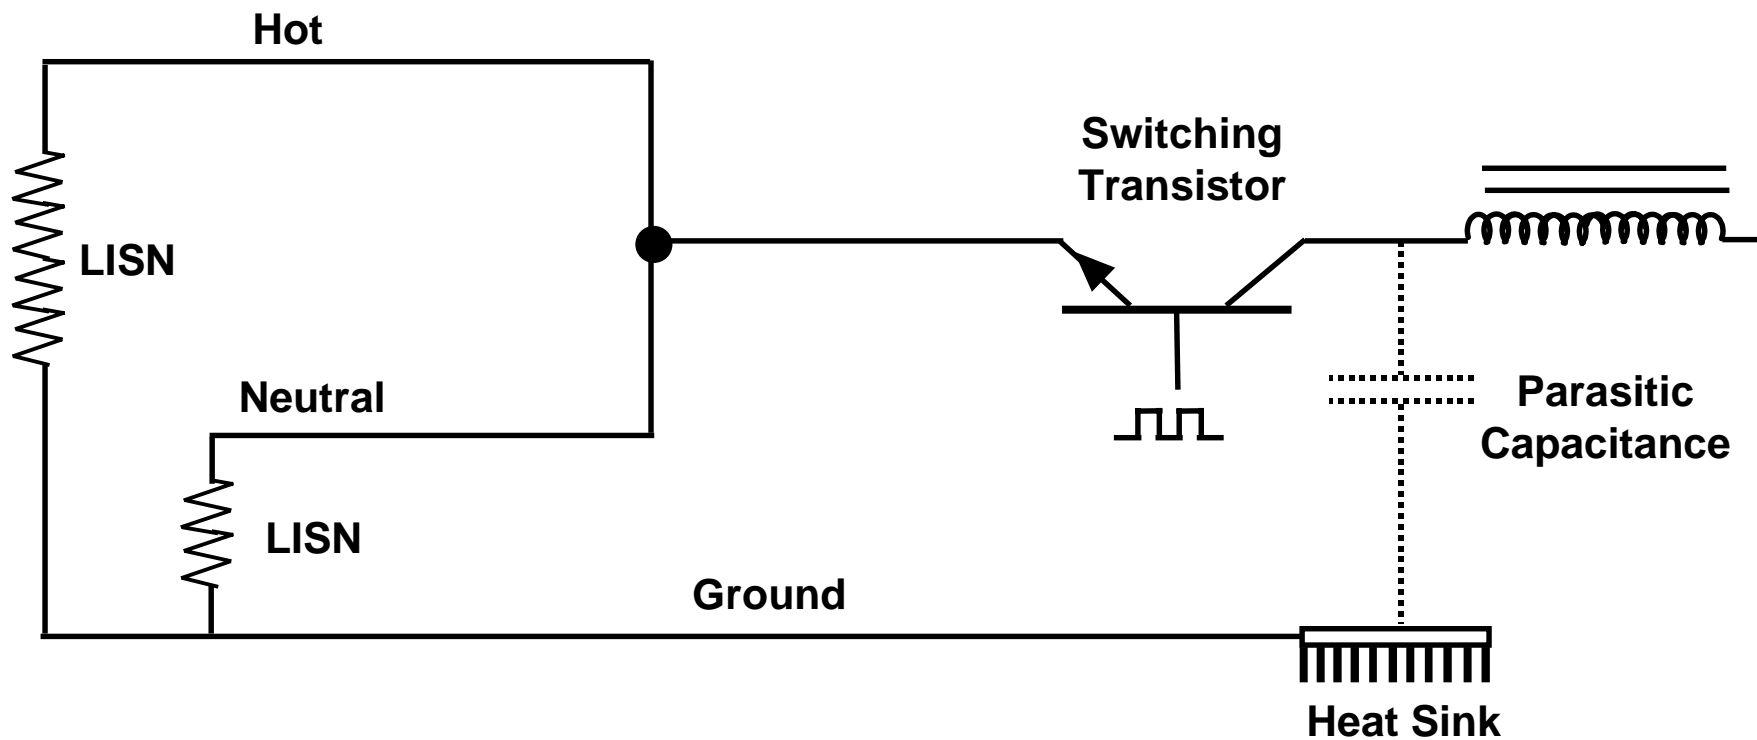 Hot
Switching
Transistor
LISN
Neutral
Parasitic
Capacitance
LISN
Ground
Heat Sink